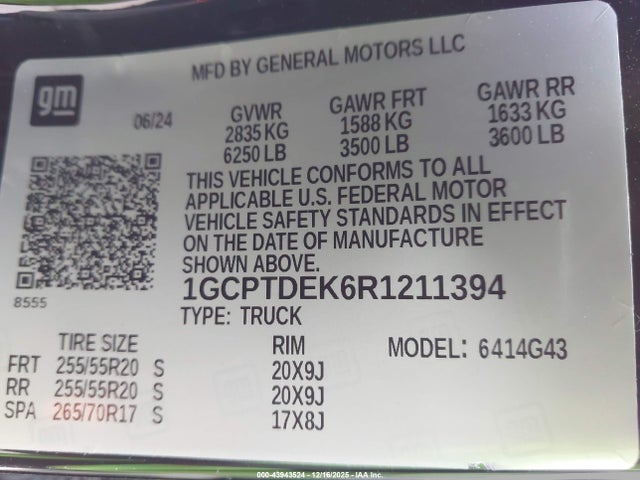 MFD BY GENERAL MOTORS LLC
gm
06/24
GVWR GAWR FRT GAWR RR
2835 KG 1588 KG 1633 KG
6250 LB 3500 LB 3600 LB
THIS VEHICLE CONFORMS TO ALL
APPLICABLE U.S. FEDERAL MOTOR
VEHICLE SAFETY STANDARDS IN EFFECT
ON THE DATE OF MANUFACTURE
SHOWN ABOVE.
8555
1GCPTDEK6R1211394
TYPE: TRUCK
TIRE SIZE RIM MODEL: 6414G43
FRT 255/55R20 S 20X9J
RR 255/55R20 S 20X9J
SPA 265/70R17 S 17X8J
000-43943524 - 12/16/2025 - IAA Inc.